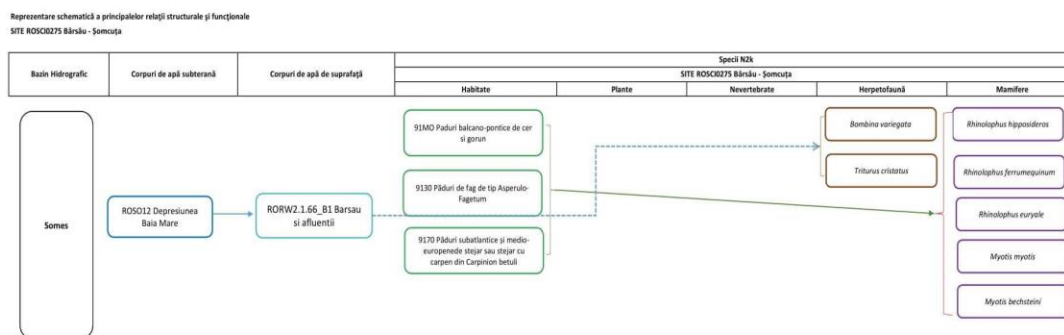 Reprezentare schematică a principalelor relații structurale și funcționale
SITE ROSCI0275 Bârsău - Șomcuța
Bazin Hidrografic
Corpuri de apă subterană
Corpuri de apă de suprafață
Specii N2k
SITE ROSCI0275 Bârsău - Șomcuța
Habitate
Plante
Nevertebrate
Herpetofaună
Mamifere
Somes
ROSO12 Depresiunea
Baia Mare
RORW2.1.66_B1 Barsau
si afluentii
91MO Paduri balcano-pontice de cer
si gorun
9130 Păduri de fag de tip Asperulo-
Fagetum
9170 Păduri subatlantice și medio-
europenede stejar sau stejar cu
carpen din Carpinion betuli
Bombina variegata
Triturus cristatus
Rhinolophus hipposideros
Rhinolophus ferrumequinum
Rhinolophus euryale
Myotis myotis
Myotis bechsteini